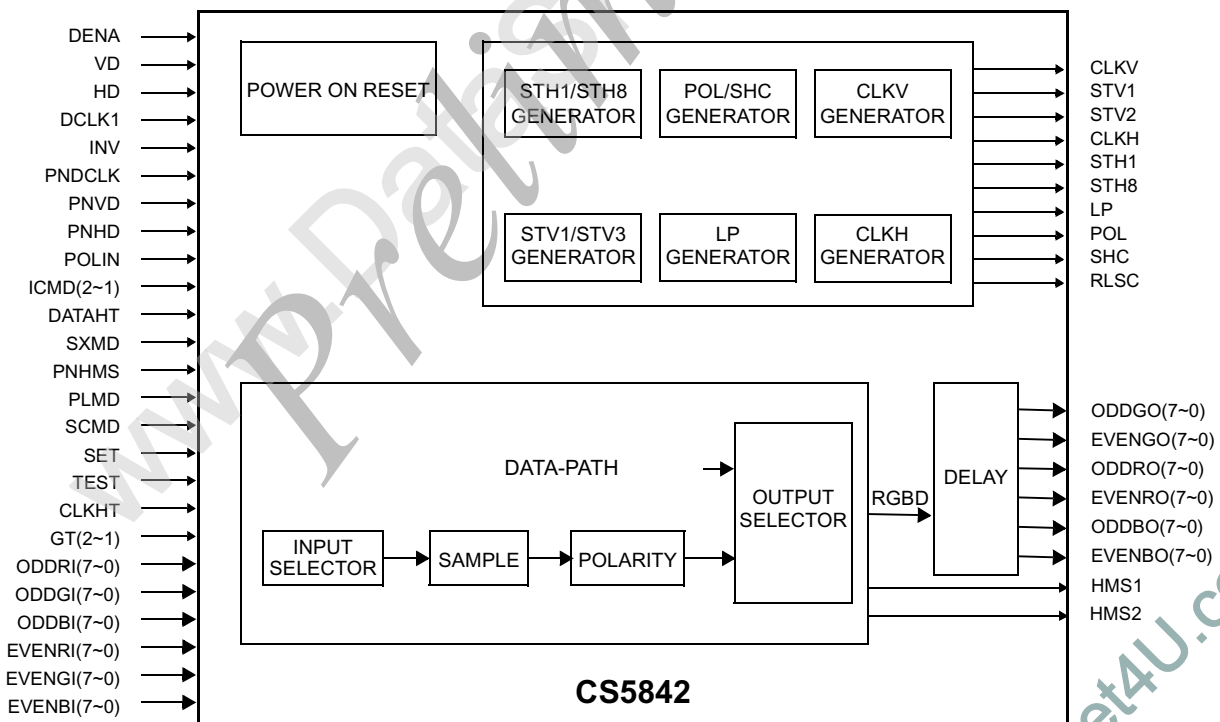 DENA
VD
HD
DCLK1
INV
PNDCLK
PNVD
PNHD
POLIN
ICMD(2~1)
DATAHT
SXMD
PNHMS
PLMD
SCMD
SET
TEST
CLKHT
GT(2~1)
ODDRI(7~0)
ODDGI(7~0)
ODDBI(7~0)
EVENRI(7~0)
EVENGI(7~0)
EVENBI(7~0)
POWER ON RESET
STH1/STH8
GENERATOR
POL/SHC
GENERATOR
CLKV
GENERATOR
STV1/STV3
GENERATOR
LP
GENERATOR
CLKH
GENERATOR
CLKV
STV1
STV2
CLKH
STH1
STH8
LP
POL
SHC
RLSC
DATA-PATH
INPUT
SELECTOR
SAMPLE
POLARITY
OUTPUT
SELECTOR
RGBD
DELAY
ODDGO(7~0)
EVENGO(7~0)
ODDRO(7~0)
EVENRO(7~0)
ODDBO(7~0)
EVENBO(7~0)
HMS1
HMS2
CS5842
www.DataS
Prelim
et4U.c